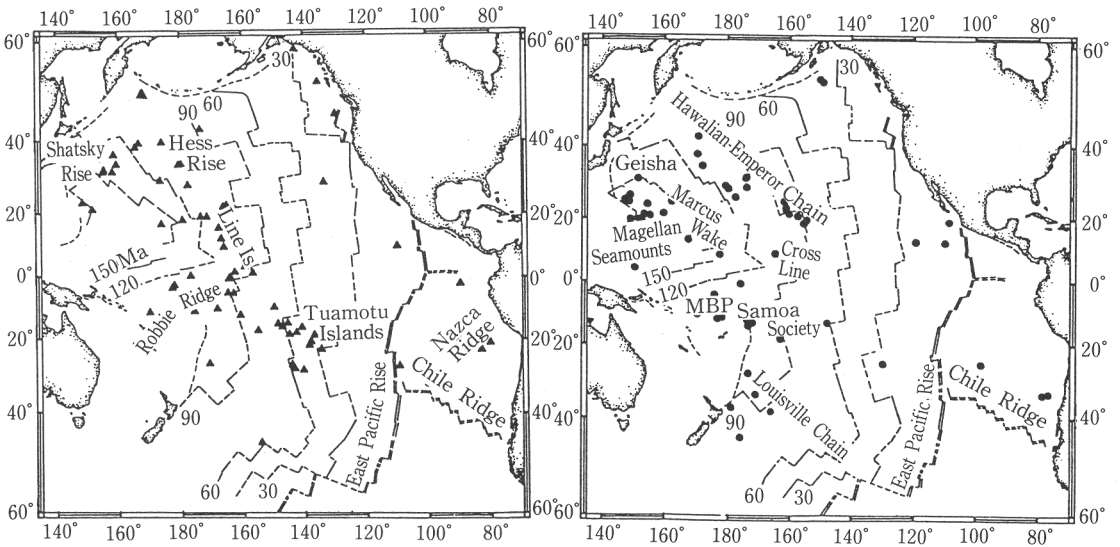 140° 160° 180° 160° 140° 120° 100° 80°
60°
40°
20°
0°
20°
40°
60°
60°
40°
20°
0°
20°
40°
60°
30
60
90
Shatsky
Rise
Hess
Rise
Line Is.
150 Ma
120
Robbie Ridge
Tuamotu
Islands
Nazca
Ridge
Chile Ridge
East Pacific Rise
90
60
30
140° 160° 180° 160° 140° 120° 100° 80°
140° 160° 180° 160° 140° 120° 100° 80°
60°
40°
20°
0°
20°
40°
60°
60°
40°
20°
0°
20°
40°
60°
30
60
90
Hawaiian-Emperor Chain
Geisha
Marcus
Wake
Magellan
Seamounts
Cross
Line
150
120
MBP Samoa
Society
Louisville Chain
Chile Ridge
East Pacific Rise
90
60
30
140° 160° 180° 160° 140° 120° 100° 80°